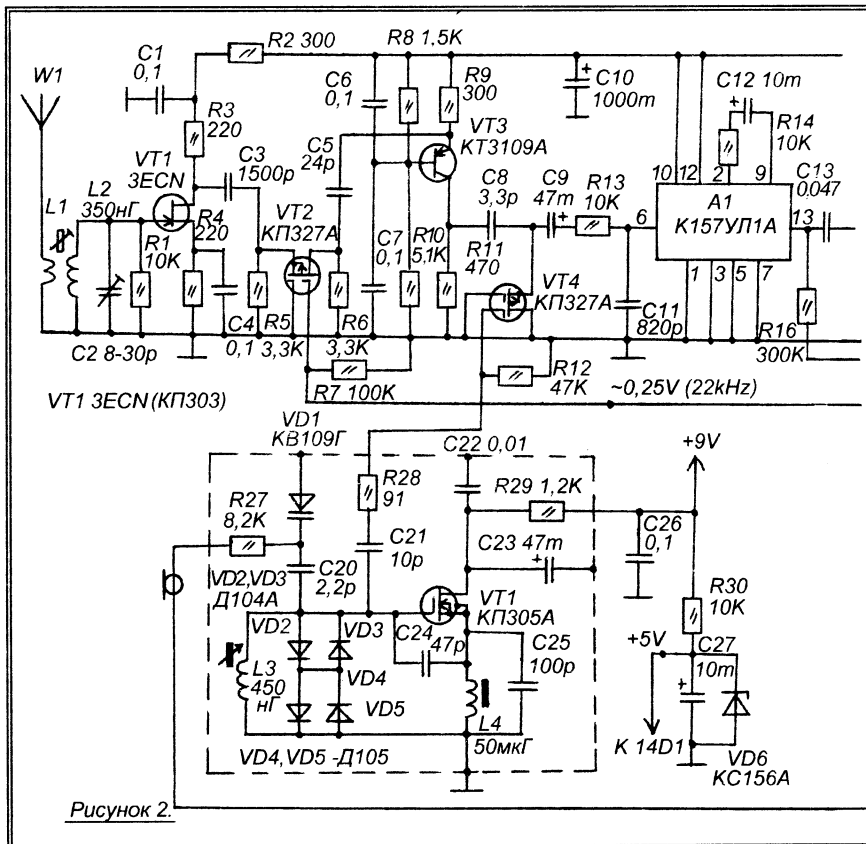 R2 300
R8 1,5K
C1
0,1
W1
C6
0,1
R9
300
C10
1000m
C12 10m
R3
220
VT1
3ECN
C3
1500p
C5
24p
VT3
КТ3109А
R14
10K
L2
350нГ
L1
R4
220
VT2
КП327А
C8
3,3p
C9
47m
R13
10K
10
12
2
9
C13
0,047
A1
К157УЛ1А
6
13
R1
10K
C7
0,1
R10
5,1K
R11
470
VT4
КП327А
1
3
5
7
C2 8-30p
C4
0,1
R5
3,3K
R6
3,3K
C11
820p
R16
300K
R7 100K
R12
47K
VT1 3ECN (КП303)
~0,25V (22kHz)
VD1
КВ109Г
C22 0,01
+9V
R27
8,2K
R28
91
R29 1,2K
C26
0,1
C21
10p
C23 47m
VD2,VD3
Д104А
C20
2,2p
VT1
КП305А
R30
10K
VD2
VD3
C24
47p
C25
100p
+5V
C27
10m
L3
450
нГ
VD4
VD5
L4
50мкГ
К 14D1
VD6
КС156А
VD4,VD5 -Д105
Рисунок 2.